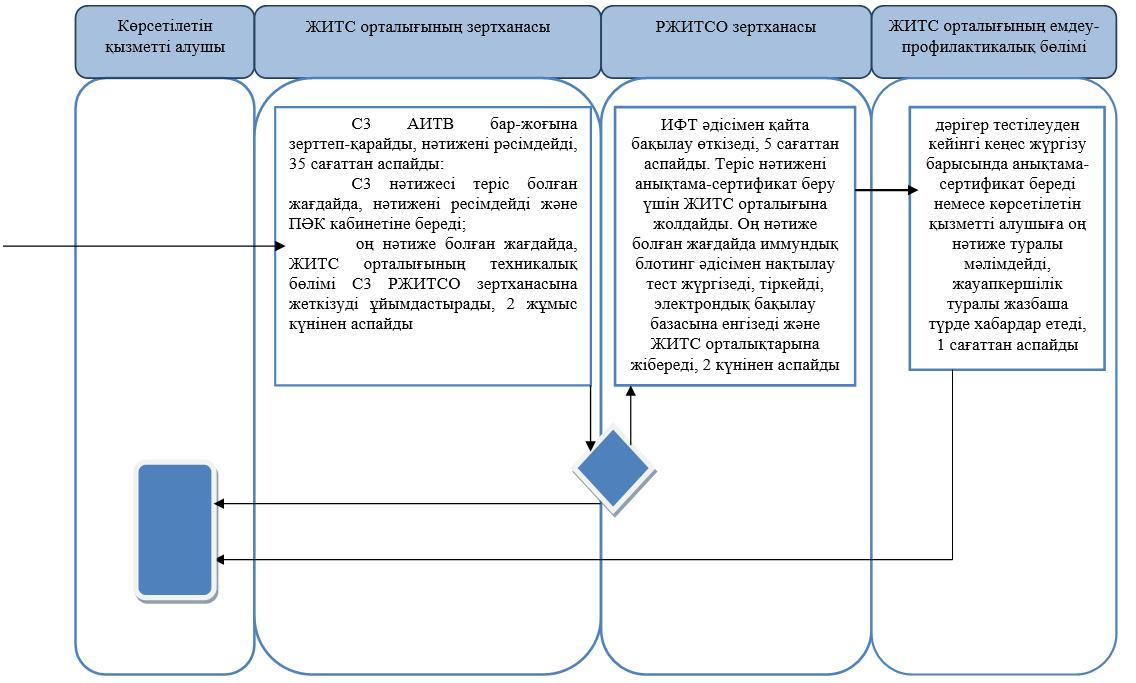 Көрсетілетін
қызметті алушы
ЖИТС орталығының зертханасы
РЖИТСО зертханасы
ЖИТС орталығының емдеу-
профилактикалық бөлімі
СЗ АИТВ бар-жоғына
зерттеп-қарайды, нәтижені рәсімдейді,
35 сағаттан аспайды:
СЗ нәтижесі теріс болған
жағдайда, нәтижені ресімдейді және
ПӘК кабинетіне береді;
оң нәтиже болған жағдайда,
ЖИТС орталығының техникалық
бөлімі СЗ РЖИТСО зертханасына
жеткізуді ұйымдастырады, 2 жұмыс
күнінен аспайды
ИФТ әдісімен қайта
бақылау өткізеді, 5 сағаттан
аспайды. Теріс нәтижені
анықтама-сертификат беру
үшін ЖИТС орталығына
жолдайды. Оң нәтиже
болған жағдайда иммундық
блотинг әдісімен нақтылау
тест жүргізеді, тіркейді,
электрондық бақылау
базасына енгізеді және
ЖИТС орталықтарына
жібереді, 2 күнінен аспайды
дәрігер тестілеуден
кейінгі кеңес жүргізу
барысында анықтама-
сертификат береді
немесе көрсетілетін
қызметті алушыға оң
нәтиже туралы
мәлімдейді,
жауапкершілік
туралы жазбаша
түрде хабардар етеді,
1 сағаттан аспайды